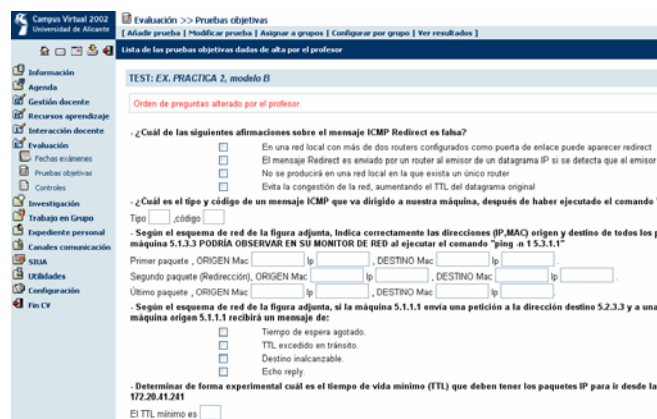 Campus Virtual 2002
Universidad de Alicante
Evaluación >> Pruebas objetivas
[ Añadir prueba | Modificar prueba | Asignar a grupos | Configurar por grupo | Ver resultados ]
Lista de las pruebas objetivas dadas de alta por el profesor
Información
Agenda
Gestión docente
Recursos aprendizaje
Interacción docente
Evaluación
Fechas exámenes
Pruebas objetivas
Controles
Investigación
Trabajo en Grupo
Expediente personal
Canales comunicación
SIUA
Utilidades
Configuración
Fin CV
TEST: EX. PRACTICA 2, modelo B
Orden de preguntas alterado por el profesor.
- ¿Cuál de las siguientes afirmaciones sobre el mensaje ICMP Redirect es falsa?
En una red local con más de dos routers configurados como puerta de enlace puede aparecer redirect
El mensaje Redirect es enviado por un router al emisor de un datagrama IP si se detecta que el emisor
No se producirá en una red local en la que exista un único router
Evita la congestión de la red, aumentando el TTL del datagrama original
- ¿Cuál es el tipo y código de un mensaje ICMP que va dirigido a nuestra máquina, después de haber ejecutado el comando "
Tipo ,código .
- Según el esquema de red de la figura adjunta, Indica correctamente las direcciones (IP,MAC) origen y destino de todos los p
máquina 5.1.3.3 PODRÍA OBSERVAR EN SU MONITOR DE RED al ejecutar el comando "ping -n 1 5.3.1.1"
Primer paquete , ORIGEN Mac Ip , DESTINO Mac Ip .
Segundo paquete (Redirección), ORIGEN Mac Ip , DESTINO Mac Ip .
Último paquete , ORIGEN Mac Ip , DESTINO Mac Ip .
- Según el esquema de red de la figura adjunta, si la máquina 5.1.1.1 envía una petición a la dirección destino 5.2.3.3 y a una
máquina origen 5.1.1.1 recibirá un mensaje de:
Tiempo de espera agotado.
TTL excedido en tránsito.
Destino inalcanzable.
Echo reply.
- Determinar de forma experimental cuál es el tiempo de vida mínimo (TTL) que deben tener los paquetes IP para ir desde la
172.20.41.241
El TTL mínimo es